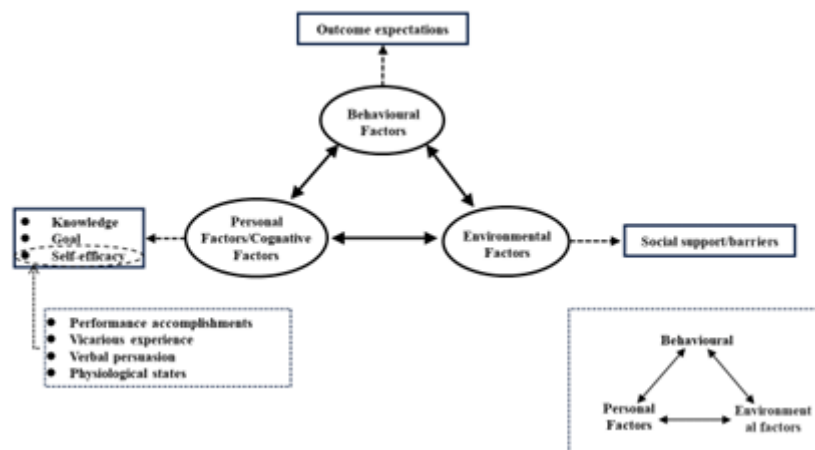 Outcome expectations
Behavioural
Factors
Knowledge
Goal
Self-efficacy
Personal
Factors/Cognative
Factors
Environmental
Factors
Social support/barriers
Performance accomplishments
Vicarious experience
Verbal persuasion
Physiological states
Behavioural
Personal
Factors
Environment
al factors